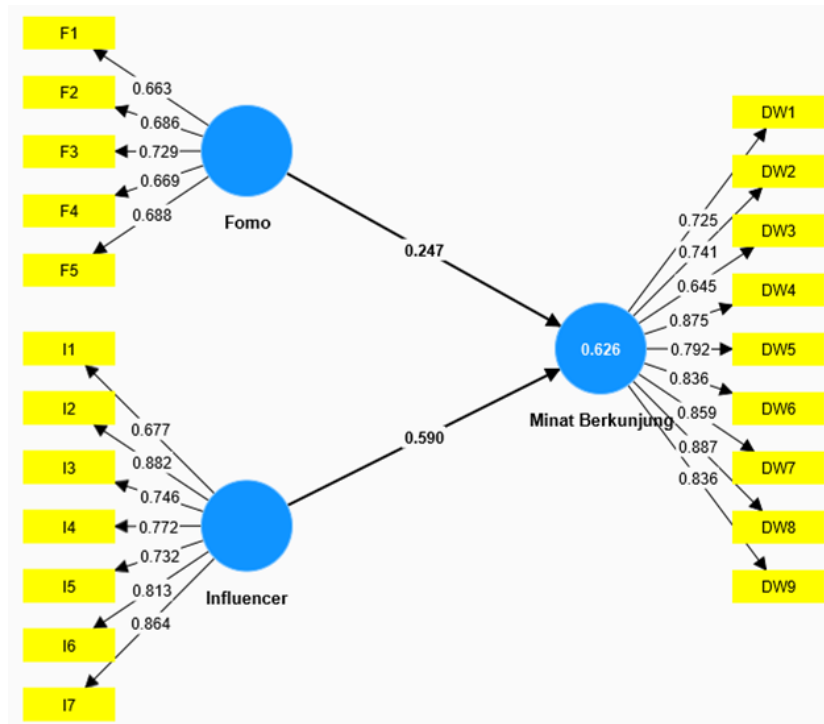 F1
F2
F3
F4
F5
0.663
0.686
0.729
0.669
0.688
Fomo
0.247
I1
I2
I3
I4
I5
I6
I7
0.677
0.882
0.746
0.772
0.732
0.813
0.864
Influencer
0.590
0.626
Minat Berkunjung
0.725
0.741
0.645
0.875
0.792
0.836
0.859
0.887
0.836
DW1
DW2
DW3
DW4
DW5
DW6
DW7
DW8
DW9